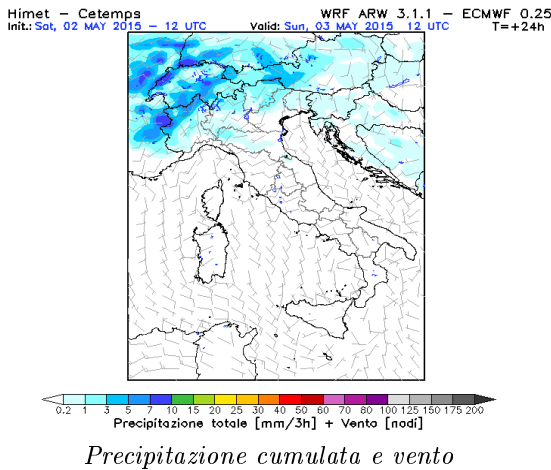 Himet - Cetemps WRF ARW 3.1.1 - ECMWF 0.25
Init.: Sat, 02 MAY 2015 - 12 UTC Valid: Sun, 03 MAY 2015 12 UTC T=+24h
0.2 1 3 5 7 10 15 20 25 30 40 50 60 70 80 100 125 150 175 200
Precipitazione totale [mm/3h] + Vento [nodi]
Precipitazione cumulata e vento